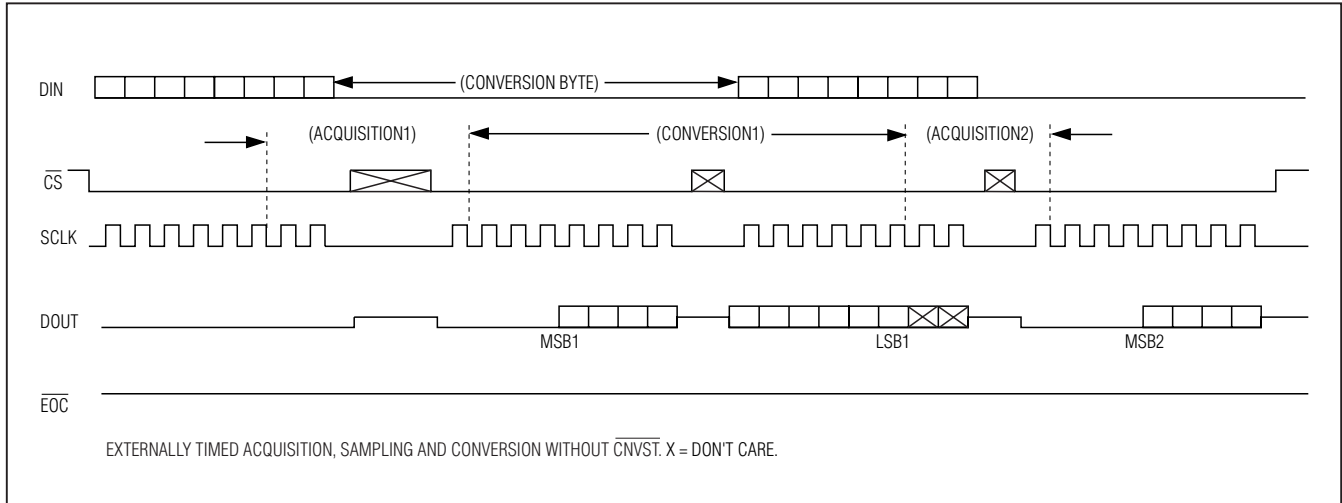 DIN
(CONVERSION BYTE)
(ACQUISITION1)
(CONVERSION1)
(ACQUISITION2)
CS
SCLK
DOUT
MSB1
LSB1
MSB2
EOC
EXTERNALLY TIMED ACQUISITION, SAMPLING AND CONVERSION WITHOUT CNVST. X = DON'T CARE.